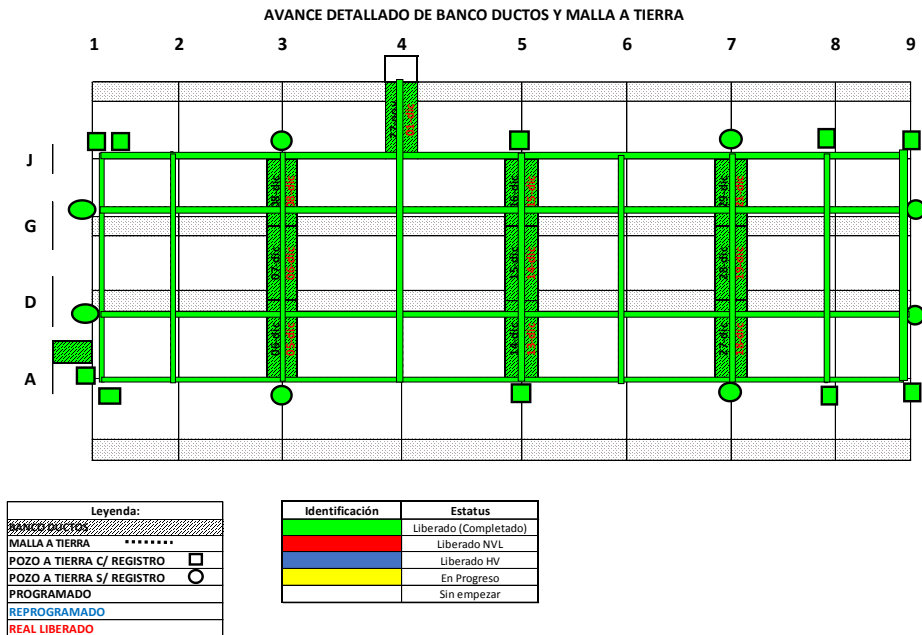 AVANCE DETALLADO DE BANCO DUCTOS Y MALLA A TIERRA
1 2 3 4 5 6 7 8 9
J
G
D
A
01-dic
08-dic
16-dic
29-dic
07-dic
15-dic
28-dic
06-dic
14-dic
27-dic
Leyenda:
BANCO DUCTOS
MALLA A TIERRA
POZO A TIERRA C/ REGISTRO
POZO A TIERRA S/ REGISTRO
PROGRAMADO
REPROGRAMADO
REAL LIBERADO
Identificación Estatus
Liberado (Completado)
Liberado NVL
Liberado HV
En Progreso
Sin empezar